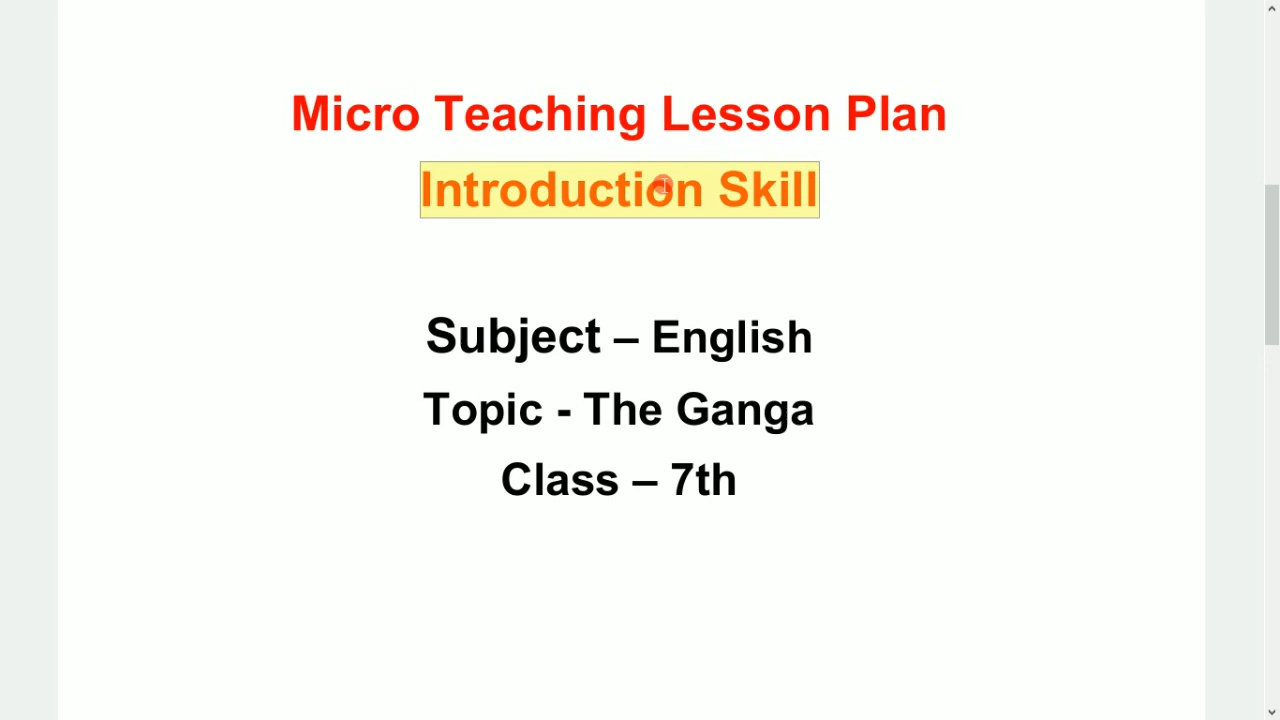 Micro Teaching Lesson Plan
Introduction Skill
Subject – English
Topic - The Ganga
Class – 7th